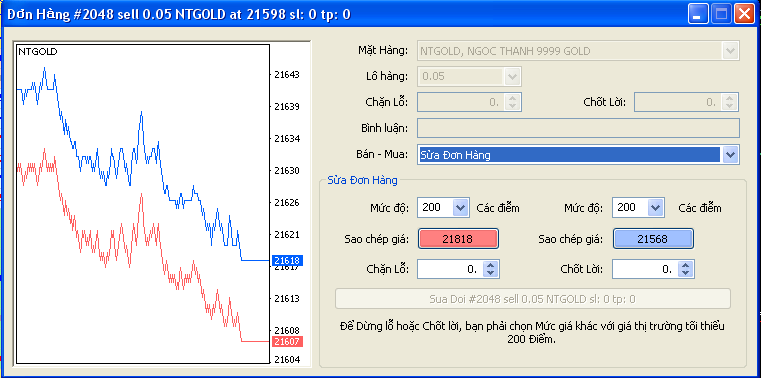 Đơn Hàng #2048 sell 0.05 NTGOLD at 21598 sl: 0 tp: 0
NTGOLD
21643
21639
21634
21630
21626
21621
21618
21617
21613
21608
21607
21604
Mặt Hàng: NTGOLD, NGOC THANH 9999 GOLD
Lô hàng: 0.05
Chặn Lỗ: 0. Chốt Lời: 0.
Bình luận:
Bán - Mua: Sửa Đơn Hàng
Sửa Đơn Hàng
Mức độ: 200 Các điểm Mức độ: 200 Các điểm
Sao chép giá: 21818 Sao chép giá: 21568
Chặn Lỗ: 0. Chốt Lời: 0.
Sua Doi #2048 sell 0.05 NTGOLD sl: 0 tp: 0
Để Dừng lỗ hoặc Chốt lời, bạn phải chọn Mức giá khác với giá thị trường tối thiểu
200 Điểm.